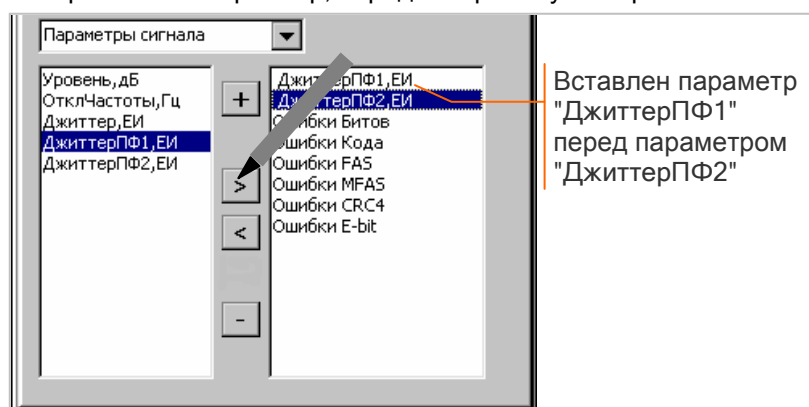 Параметры сигнала
Уровень,дБ
ОтклЧастоты,Гц
Джиттер,ЕИ
ДжиттерПФ1,ЕИ
ДжиттерПФ2,ЕИ
+
>
<
-
ДжиттерПФ1,ЕИ
ДжиттерПФ2,ЕИ
Ошибки Битов
Ошибки Кода
Ошибки FAS
Ошибки MFAS
Ошибки CRC4
Ошибки E-bit
Вставлен параметр
"ДжиттерПФ1"
перед параметром
"ДжиттерПФ2"